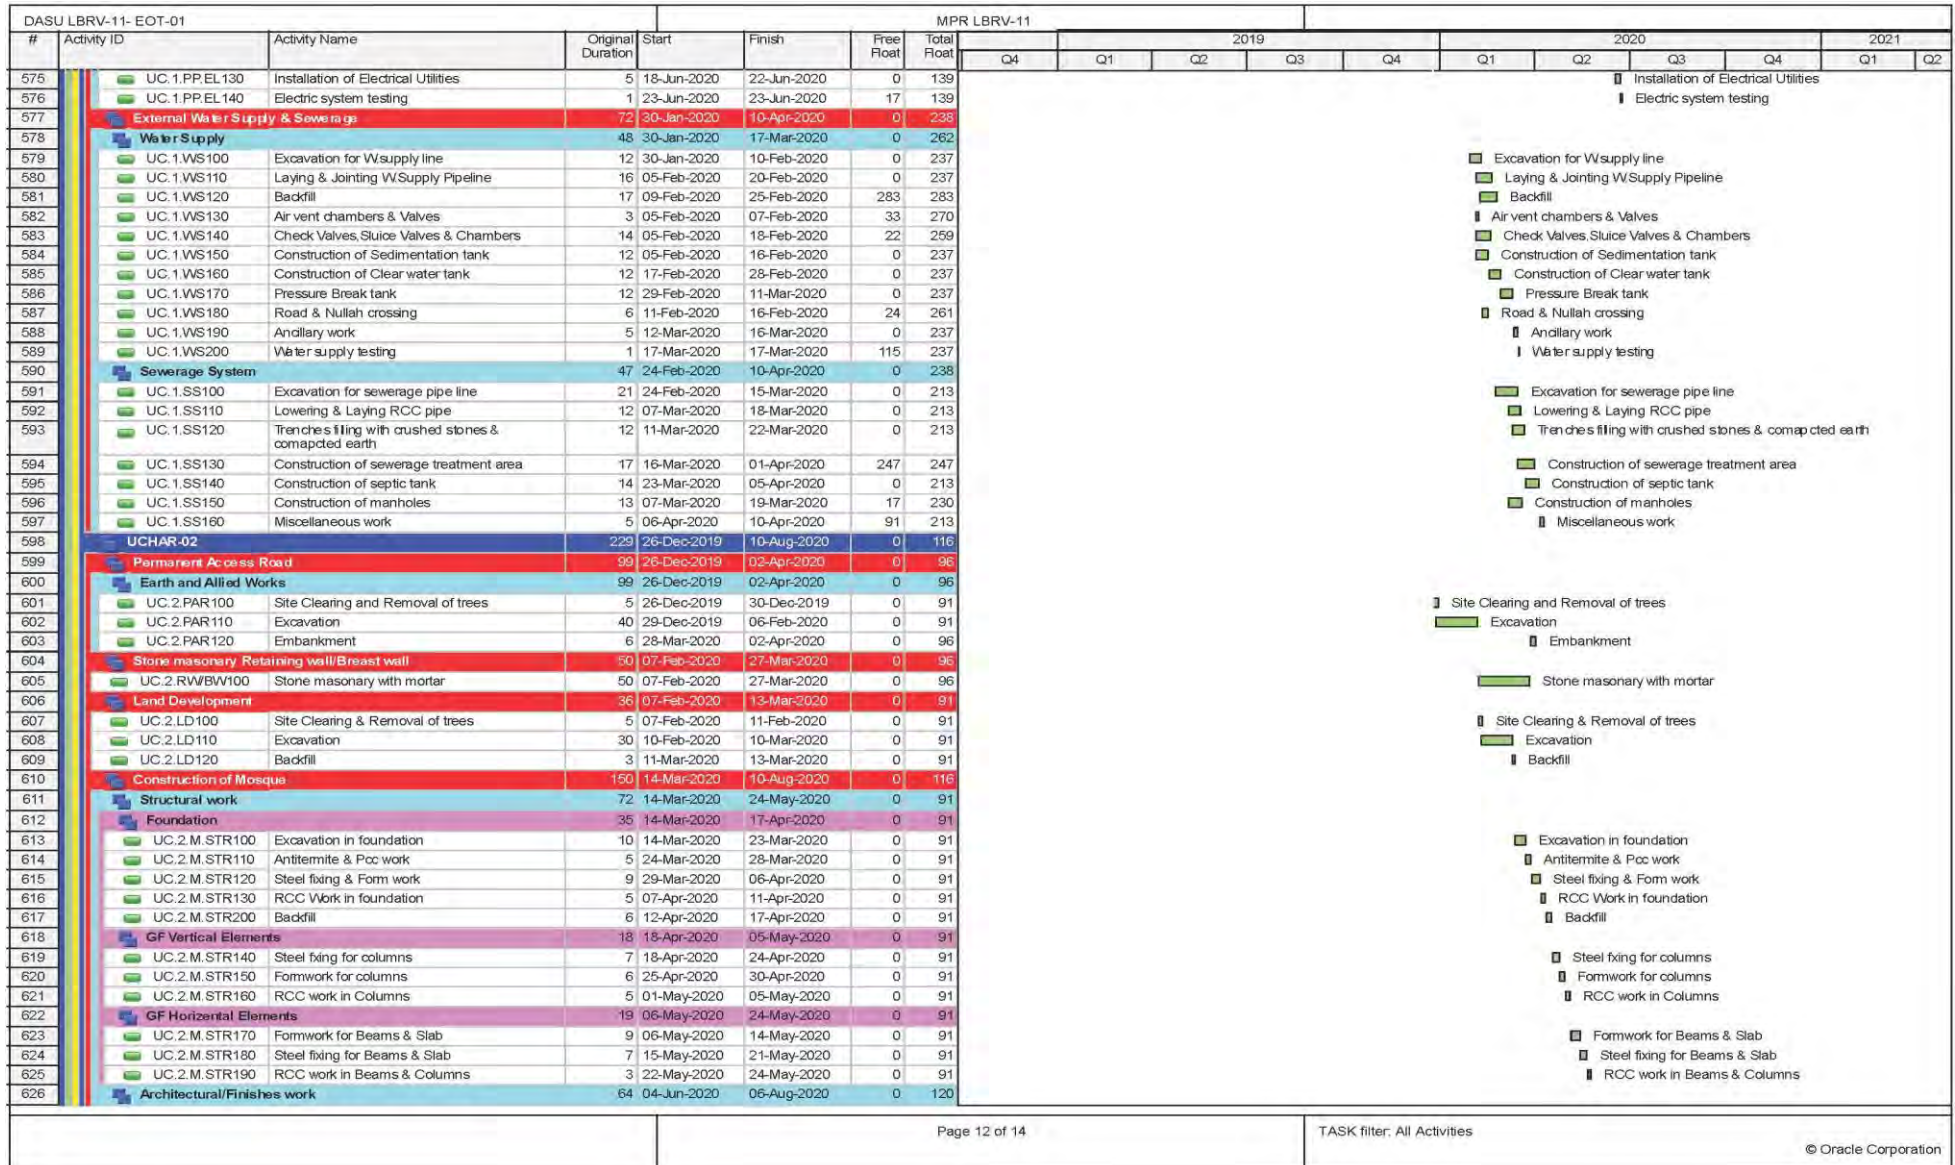 DASU LBRV-11- EOT-01 MPR LBRV-11
# Activity ID Activity Name Original Duration Start Finish Free Float Total Float 2019 2020 2021
Q4 Q1 Q2 Q3 Q4 Q1 Q2 Q3 Q4 Q1 Q2
575 UC.1.PP.EL130 Installation of Electrical Utilities 5 18-Jun-2020 22-Jun-2020 0 139 Installation of Electrical Utilities
576 UC.1.PP.EL140 Electric system testing 1 23-Jun-2020 23-Jun-2020 17 139 Electric system testing
577 External Water Supply & Sewerage 72 30-Jan-2020 10-Apr-2020 0 238
578 Water Supply 48 30-Jan-2020 17-Mar-2020 0 262
579 UC.1.WS100 Excavation for W.supply line 12 30-Jan-2020 10-Feb-2020 0 237 Excavation for W.supply line
580 UC.1.WS110 Laying & Jointing W.Supply Pipeline 16 05-Feb-2020 20-Feb-2020 0 237 Laying & Jointing W.Supply Pipeline
581 UC.1.WS120 Backfill 17 09-Feb-2020 25-Feb-2020 283 283 Backfill
582 UC.1.WS130 Air vent chambers & Valves 3 05-Feb-2020 07-Feb-2020 33 270 Air vent chambers & Valves
583 UC.1.WS140 Check Valves,Sluice Valves & Chambers 14 05-Feb-2020 18-Feb-2020 22 259 Check Valves,Sluice Valves & Chambers
584 UC.1.WS150 Construction of Sedimentation tank 12 05-Feb-2020 16-Feb-2020 0 237 Construction of Sedimentation tank
585 UC.1.WS160 Construction of Clear water tank 12 17-Feb-2020 28-Feb-2020 0 237 Construction of Clear water tank
586 UC.1.WS170 Pressure Break tank 12 29-Feb-2020 11-Mar-2020 0 237 Pressure Break tank
587 UC.1.WS180 Road & Nullah crossing 6 11-Feb-2020 16-Feb-2020 24 261 Road & Nullah crossing
588 UC.1.WS190 Ancillary work 5 12-Mar-2020 16-Mar-2020 0 237 Ancillary work
589 UC.1.WS200 Water supply testing 1 17-Mar-2020 17-Mar-2020 115 237 Water supply testing
590 Sewerage System 47 24-Feb-2020 10-Apr-2020 0 238
591 UC.1.SS100 Excavation for sewerage pipe line 21 24-Feb-2020 15-Mar-2020 0 213 Excavation for sewerage pipe line
592 UC.1.SS110 Lowering & Laying RCC pipe 12 07-Mar-2020 18-Mar-2020 0 213 Lowering & Laying RCC pipe
593 UC.1.SS120 Trenches filling with crushed stones & comapcted earth 12 11-Mar-2020 22-Mar-2020 0 213 Trenches filling with crushed stones & comapcted earth
594 UC.1.SS130 Construction of sewerage treatment area 17 16-Mar-2020 01-Apr-2020 247 247 Construction of sewerage treatment area
595 UC.1.SS140 Construction of septic tank 14 23-Mar-2020 05-Apr-2020 0 213 Construction of septic tank
596 UC.1.SS150 Construction of manholes 13 07-Mar-2020 19-Mar-2020 17 230 Construction of manholes
597 UC.1.SS160 Miscellaneous work 5 06-Apr-2020 10-Apr-2020 91 213 Miscellaneous work
598 UCHAR-02 229 26-Dec-2019 10-Aug-2020 0 116
599 Permanent Access Road 99 26-Dec-2019 02-Apr-2020 0 96
600 Earth and Allied Works 99 26-Dec-2019 02-Apr-2020 0 96
601 UC.2.PAR100 Site Clearing and Removal of trees 5 26-Dec-2019 30-Dec-2019 0 91 Site Clearing and Removal of trees
602 UC.2.PAR110 Excavation 40 29-Dec-2019 06-Feb-2020 0 91 Excavation
603 UC.2.PAR120 Embankment 6 28-Mar-2020 02-Apr-2020 0 96 Embankment
604 Stone masonary Retaining wall/Breast wall 50 07-Feb-2020 27-Mar-2020 0 96
605 UC.2.RW/BW100 Stone masonary with mortar 50 07-Feb-2020 27-Mar-2020 0 96 Stone masonary with mortar
606 Land Development 36 07-Feb-2020 13-Mar-2020 0 91
607 UC.2.LD100 Site Clearing & Removal of trees 5 07-Feb-2020 11-Feb-2020 0 91 Site Clearing & Removal of trees
608 UC.2.LD110 Excavation 30 10-Feb-2020 10-Mar-2020 0 91 Excavation
609 UC.2.LD120 Backfill 3 11-Mar-2020 13-Mar-2020 0 91 Backfill
610 Construction of Mosque 150 14-Mar-2020 10-Aug-2020 0 116
611 Structural work 72 14-Mar-2020 24-May-2020 0 91
612 Foundation 35 14-Mar-2020 17-Apr-2020 0 91
613 UC.2.M.STR100 Excavation in foundation 10 14-Mar-2020 23-Mar-2020 0 91 Excavation in foundation
614 UC.2.M.STR110 Antitermite & Pcc work 5 24-Mar-2020 28-Mar-2020 0 91 Antitermite & Pcc work
615 UC.2.M.STR120 Steel fixing & Form work 9 29-Mar-2020 06-Apr-2020 0 91 Steel fixing & Form work
616 UC.2.M.STR130 RCC Work in foundation 5 07-Apr-2020 11-Apr-2020 0 91 RCC Work in foundation
617 UC.2.M.STR200 Backfill 6 12-Apr-2020 17-Apr-2020 0 91 Backfill
618 GF Vertical Elements 18 18-Apr-2020 05-May-2020 0 91
619 UC.2.M.STR140 Steel fxing for columns 7 18-Apr-2020 24-Apr-2020 0 91 Steel fxing for columns
620 UC.2.M.STR150 Formwork for columns 6 25-Apr-2020 30-Apr-2020 0 91 Formwork for columns
621 UC.2.M.STR160 RCC work in Columns 5 01-May-2020 05-May-2020 0 91 RCC work in Columns
622 GF Horizental Elements 19 06-May-2020 24-May-2020 0 91
623 UC.2.M.STR170 Formwork for Beams & Slab 9 06-May-2020 14-May-2020 0 91 Formwork for Beams & Slab
624 UC.2.M.STR180 Steel fixing for Beams & Slab 7 15-May-2020 21-May-2020 0 91 Steel fixing for Beams & Slab
625 UC.2.M.STR190 RCC work in Beams & Columns 3 22-May-2020 24-May-2020 0 91 RCC work in Beams & Columns
626 Architectural/Finishes work 64 04-Jun-2020 06-Aug-2020 0 120
Page 12 of 14 TASK filter: All Activities
© Oracle Corporation